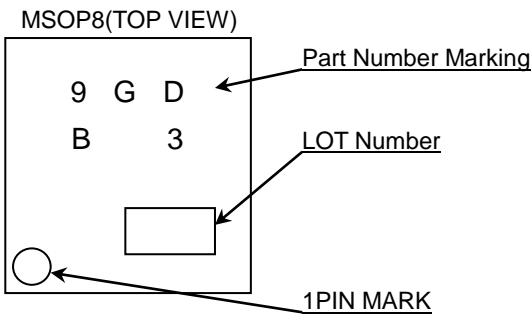 MSOP8(TOP VIEW)
Part Number Marking
9 G D
B 3
LOT Number
1PIN MARK